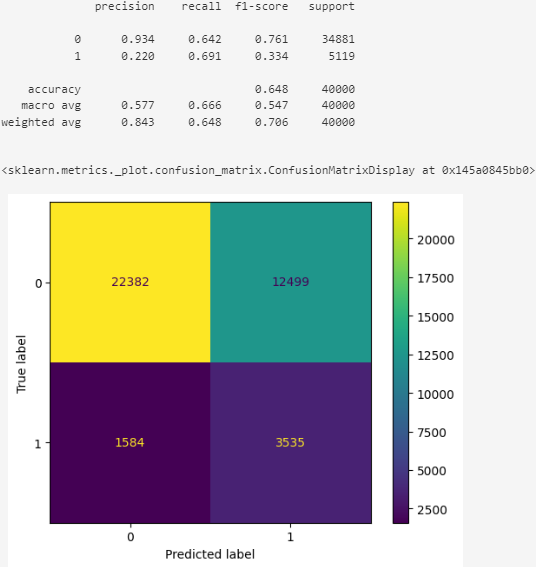 precision recall f1-score support
0 0.934 0.642 0.761 34881
1 0.220 0.691 0.334 5119
accuracy 0.648 40000
macro avg 0.577 0.666 0.547 40000
weighted avg 0.843 0.648 0.706 40000
<sklearn.metrics._plot.confusion_matrix.ConfusionMatrixDisplay at 0x145a0845bb0>
0 22382 12499
1 1584 3535
True label
0 1
Predicted label
20000
17500
15000
12500
10000
7500
5000
2500